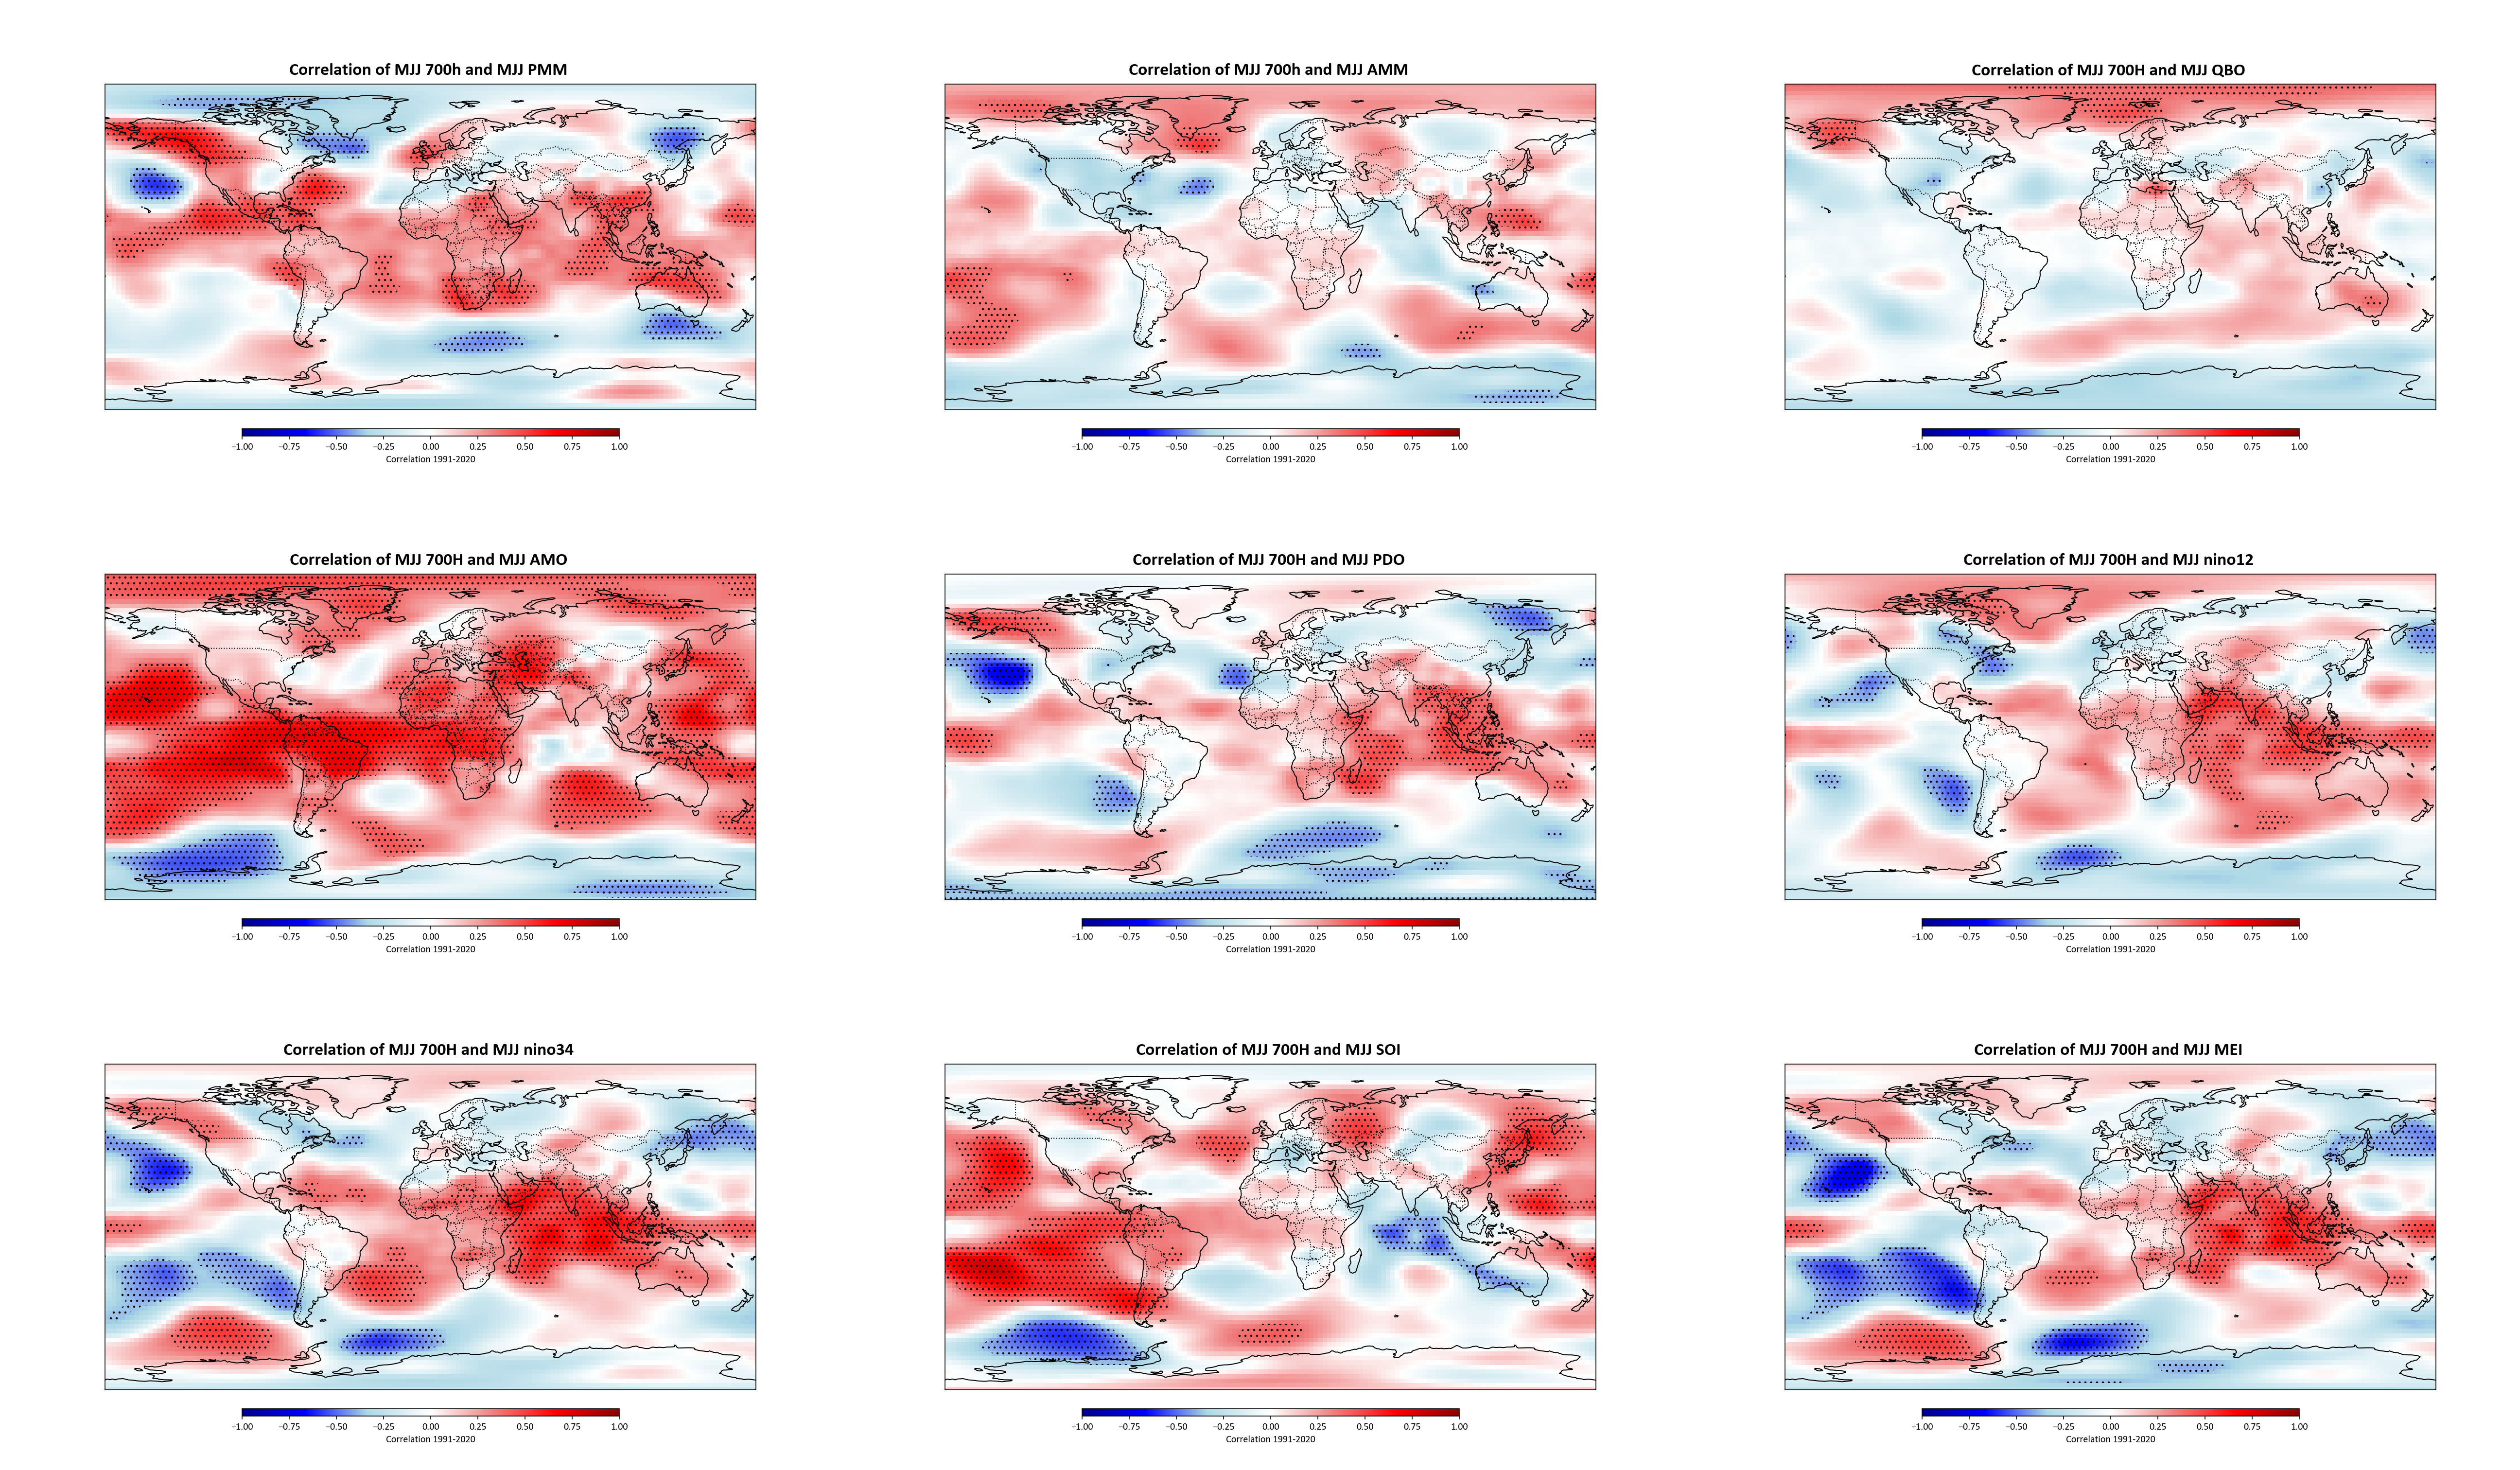 Correlation of MJJ 700h and MJJ PMM
−1.00 −0.75 −0.50 −0.25 0.00 0.25 0.50 0.75 1.00
Correlation 1991-2020
Correlation of MJJ 700h and MJJ AMM
−1.00 −0.75 −0.50 −0.25 0.00 0.25 0.50 0.75 1.00
Correlation 1991-2020
Correlation of MJJ 700H and MJJ QBO
−1.00 −0.75 −0.50 −0.25 0.00 0.25 0.50 0.75 1.00
Correlation 1991-2020
Correlation of MJJ 700H and MJJ AMO
−1.00 −0.75 −0.50 −0.25 0.00 0.25 0.50 0.75 1.00
Correlation 1991-2020
Correlation of MJJ 700H and MJJ PDO
−1.00 −0.75 −0.50 −0.25 0.00 0.25 0.50 0.75 1.00
Correlation 1991-2020
Correlation of MJJ 700H and MJJ nino12
−1.00 −0.75 −0.50 −0.25 0.00 0.25 0.50 0.75 1.00
Correlation 1991-2020
Correlation of MJJ 700H and MJJ nino34
−1.00 −0.75 −0.50 −0.25 0.00 0.25 0.50 0.75 1.00
Correlation 1991-2020
Correlation of MJJ 700H and MJJ SOI
−1.00 −0.75 −0.50 −0.25 0.00 0.25 0.50 0.75 1.00
Correlation 1991-2020
Correlation of MJJ 700H and MJJ MEI
−1.00 −0.75 −0.50 −0.25 0.00 0.25 0.50 0.75 1.00
Correlation 1991-2020